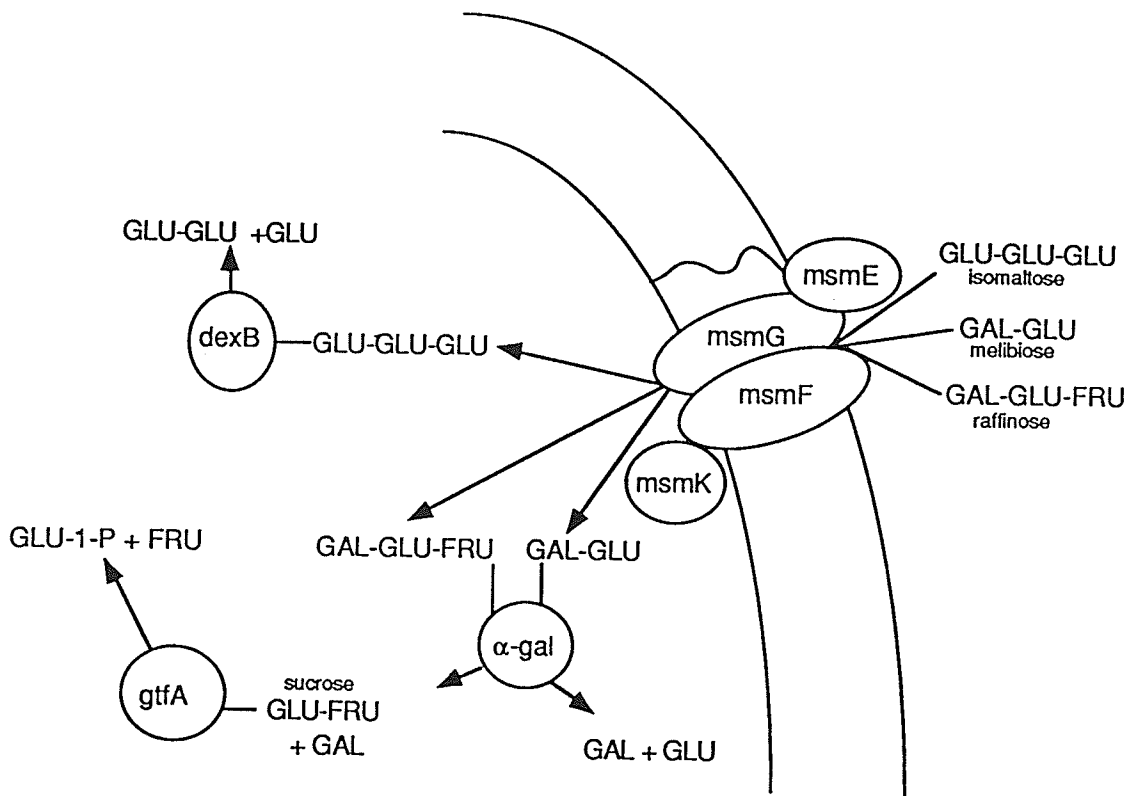 GLU-GLU +GLU
dexB
GLU-GLU-GLU
msmE
msmG
msmF
msmK
GLU-GLU-GLU
isomaltose
GAL-GLU
melibiose
GAL-GLU-FRU
raffinose
GLU-1-P + FRU
GAL-GLU-FRU
GAL-GLU
α-gal
gtfA
sucrose
GLU-FRU
+ GAL
GAL + GLU